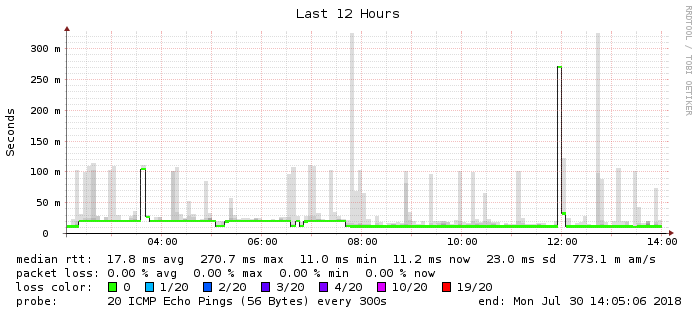 Last 12 Hours
RRDTOOL / TOBI OETIKER
Seconds
300 m
250 m
200 m
150 m
100 m
50 m
0
04:00 06:00 08:00 10:00 12:00 14:00
median rtt: 17.8 ms avg 270.7 ms max 11.0 ms min 11.2 ms now 23.0 ms sd 773.1 m am/s
packet loss: 0.00 % avg 0.00 % max 0.00 % min 0.00 % now
loss color: 0 1/20 2/20 3/20 4/20 10/20 19/20
probe: 20 ICMP Echo Pings (56 Bytes) every 300s end: Mon Jul 30 14:05:06 2018